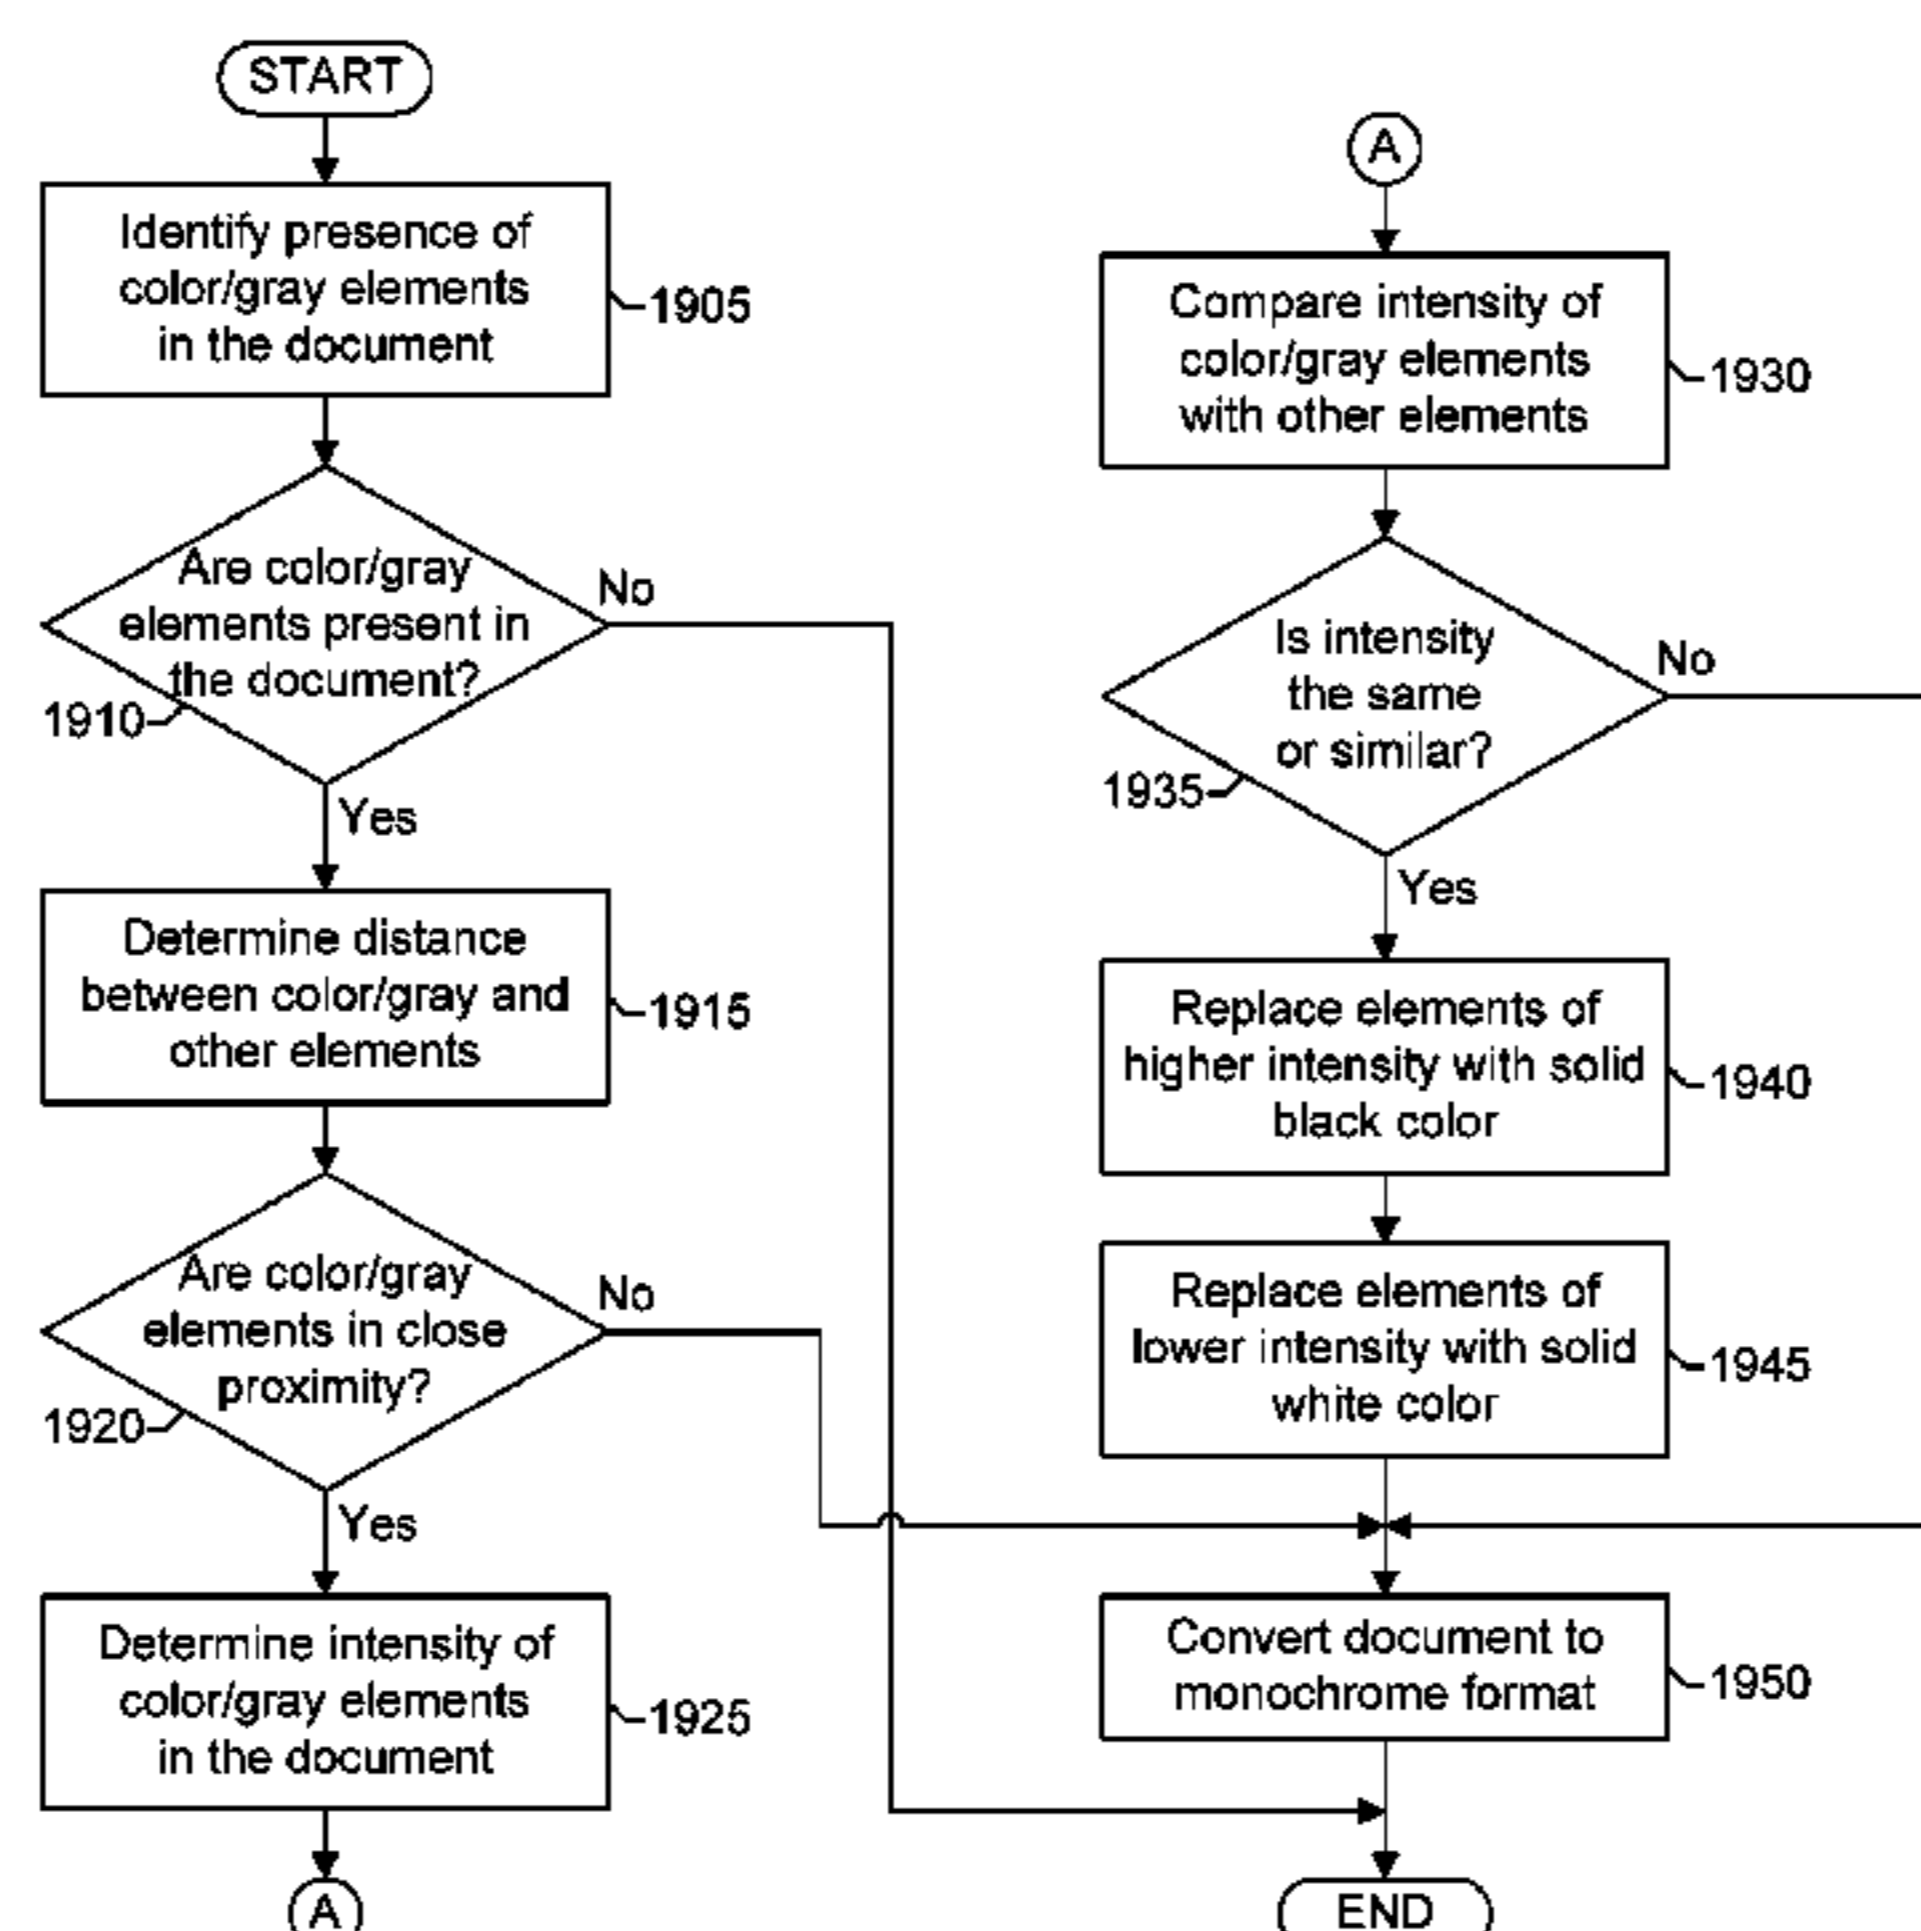 START
Identify presence of
color/gray elements
in the document
1905
Are color/gray
elements present in
the document?
No
1910
Yes
Determine distance
between color/gray and
other elements
1915
Are color/gray
elements in close
proximity?
No
1920
Yes
Determine intensity of
color/gray elements
in the document
1925
A
A
Compare intensity of
color/gray elements
with other elements
1930
Is intensity
the same
or similar?
No
1935
Yes
Replace elements of
higher intensity with solid
black color
1940
Replace elements of
lower intensity with solid
white color
1945
Convert document to
monochrome format
1950
END